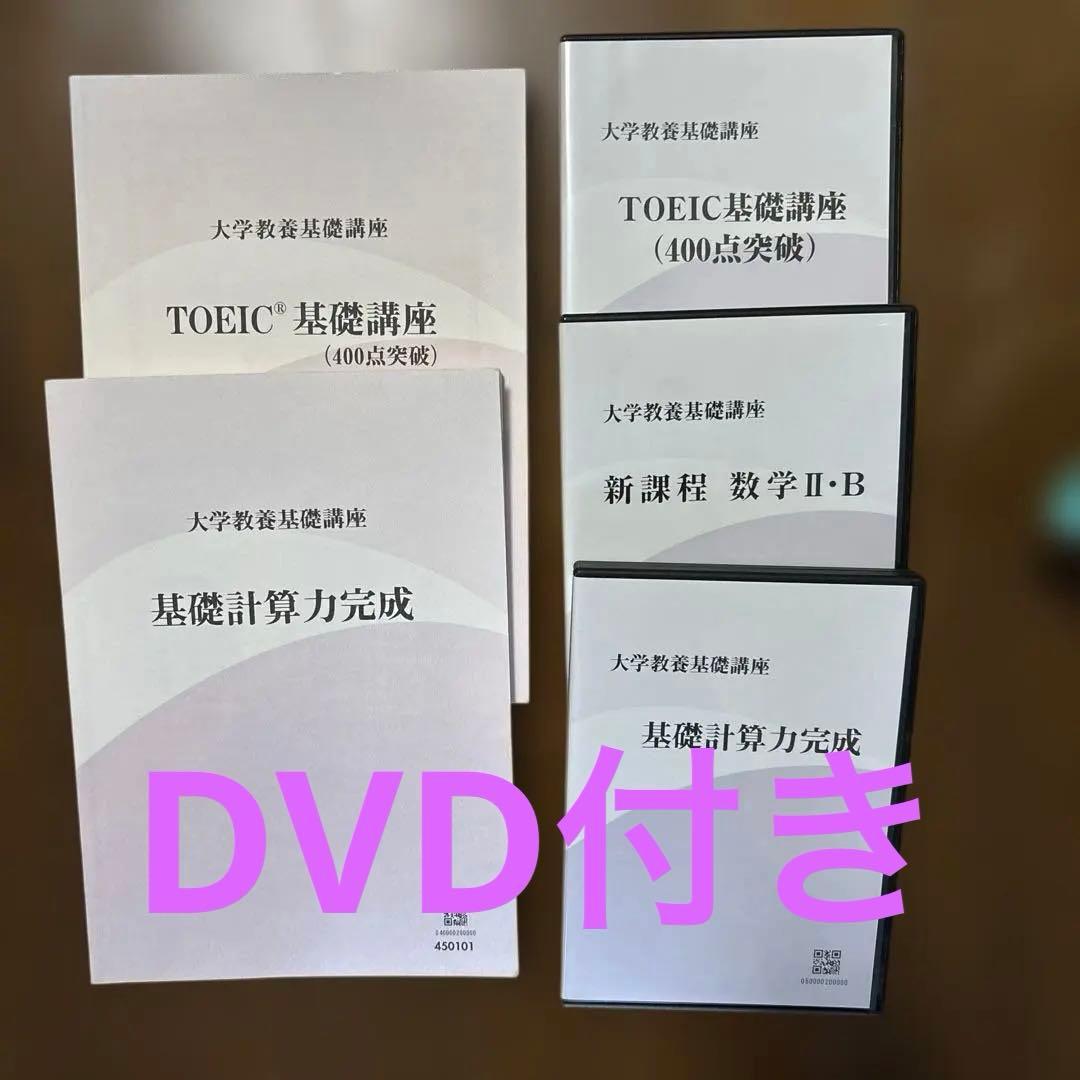 大学教養基礎講座
TOEIC® 基礎講座
(400点突破)
大学教養基礎講座
基礎計算力完成
450101
大学教養基礎講座
TOEIC基礎講座
(400点突破)
大学教養基礎講座
新課程 数学Ⅱ・B
大学教養基礎講座
基礎計算力完成
050000200000
DVD付き